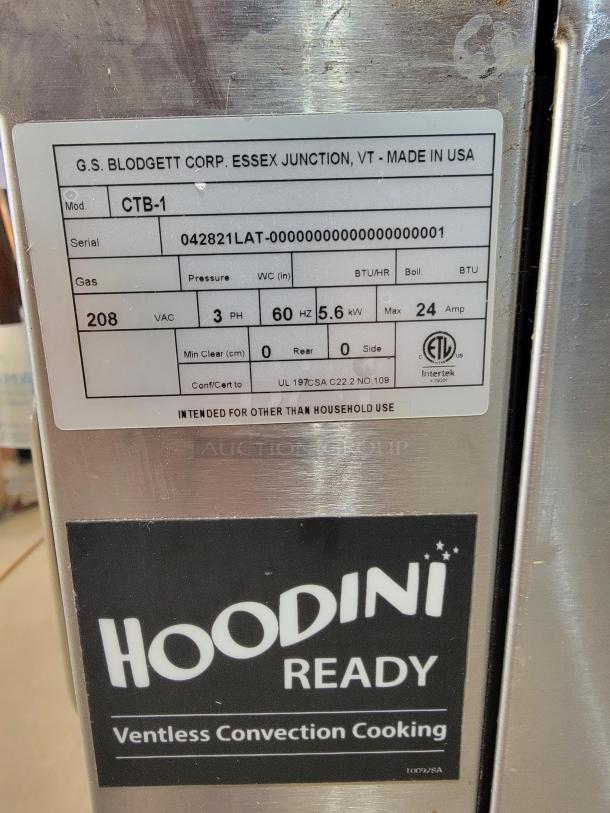 G.S. BLODGETT CORP. ESSEX JUNCTION, VT - MADE IN USA
Mod. CTB-1
Serial 042821LAT-00000000000000000000001
Gas Pressure WC (in) BTU/HR Boil. BTU
208 VAC 3 PH 60 HZ 5.6 kW Max 24 Amp
Min Clear (cm) 0 Rear 0 Side
Conf/Cert to UL 197CSA C22.2 NO.109
C ETL US
Intertek
INTENDED FOR OTHER THAN HOUSEHOLD USE
AUCTION GROUP
HOODINI
READY
Ventless Convection Cooking